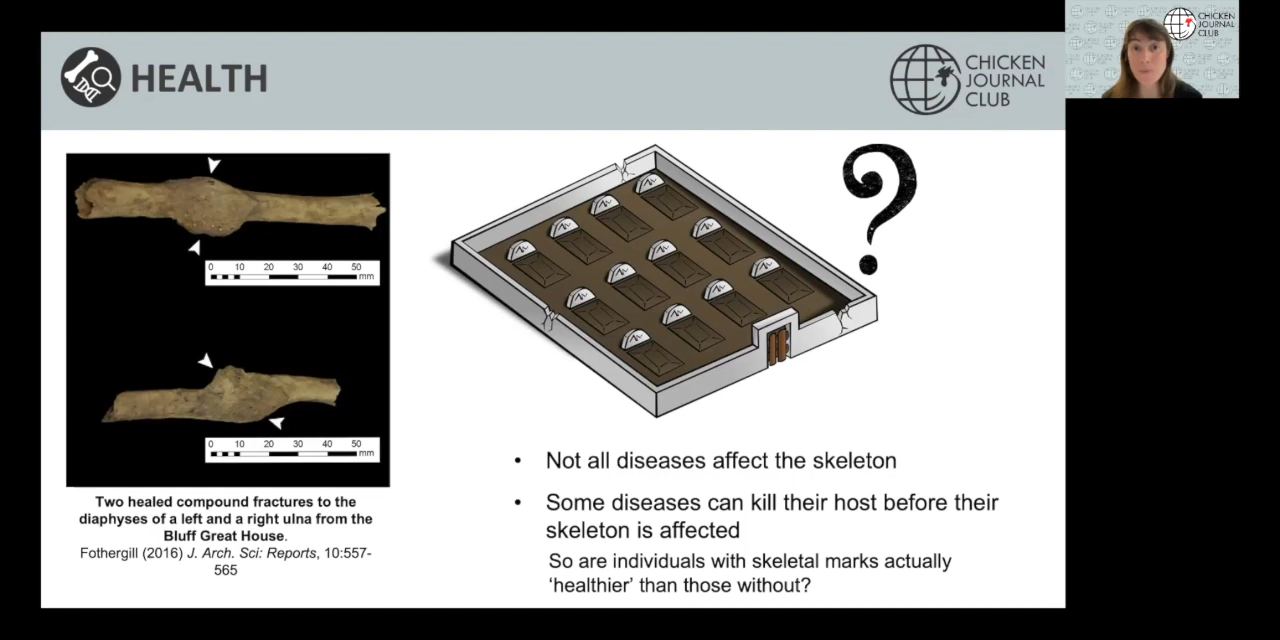 HEALTH
CHICKEN
JOURNAL
CLUB
CHICKEN
JOURNAL
CLUB
0 10 20 30 40 50
mm
0 10 20 30 40 50
mm
Two healed compound fractures to the
diaphyses of a left and a right ulna from the
Bluff Great House.
Fothergill (2016) J. Arch. Sci: Reports, 10:557-
565
?
• Not all diseases affect the skeleton
• Some diseases can kill their host before their
skeleton is affected
So are individuals with skeletal marks actually
‘healthier’ than those without?